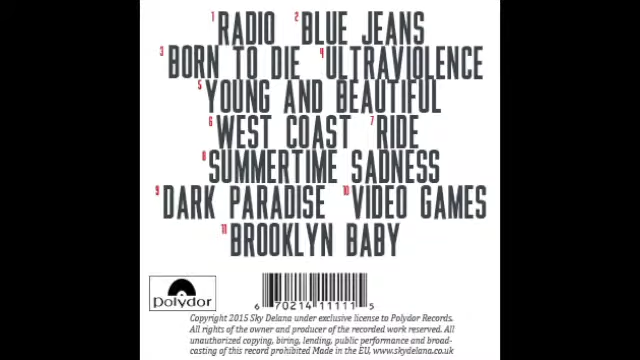 1 RADIO 2 BLUE JEANS
3 BORN TO DIE 4 ULTRAVIOLENCE
5 YOUNG AND BEAUTIFUL
6 WEST COAST 7 RIDE
8 SUMMERTIME SADNESS
9 DARK PARADISE 10 VIDEO GAMES
11 BROOKLYN BABY
polydor
6 70214 11111 5
Copyright 2015 Sky Delana under exclusive license to Polydor Records.
All rights of the owner and producer of the recorded work reserved. All
unauthorized copying, biring, lending, public performance and broad-
casting of this record prohibited Made in the EU, www.skydelana.co.uk